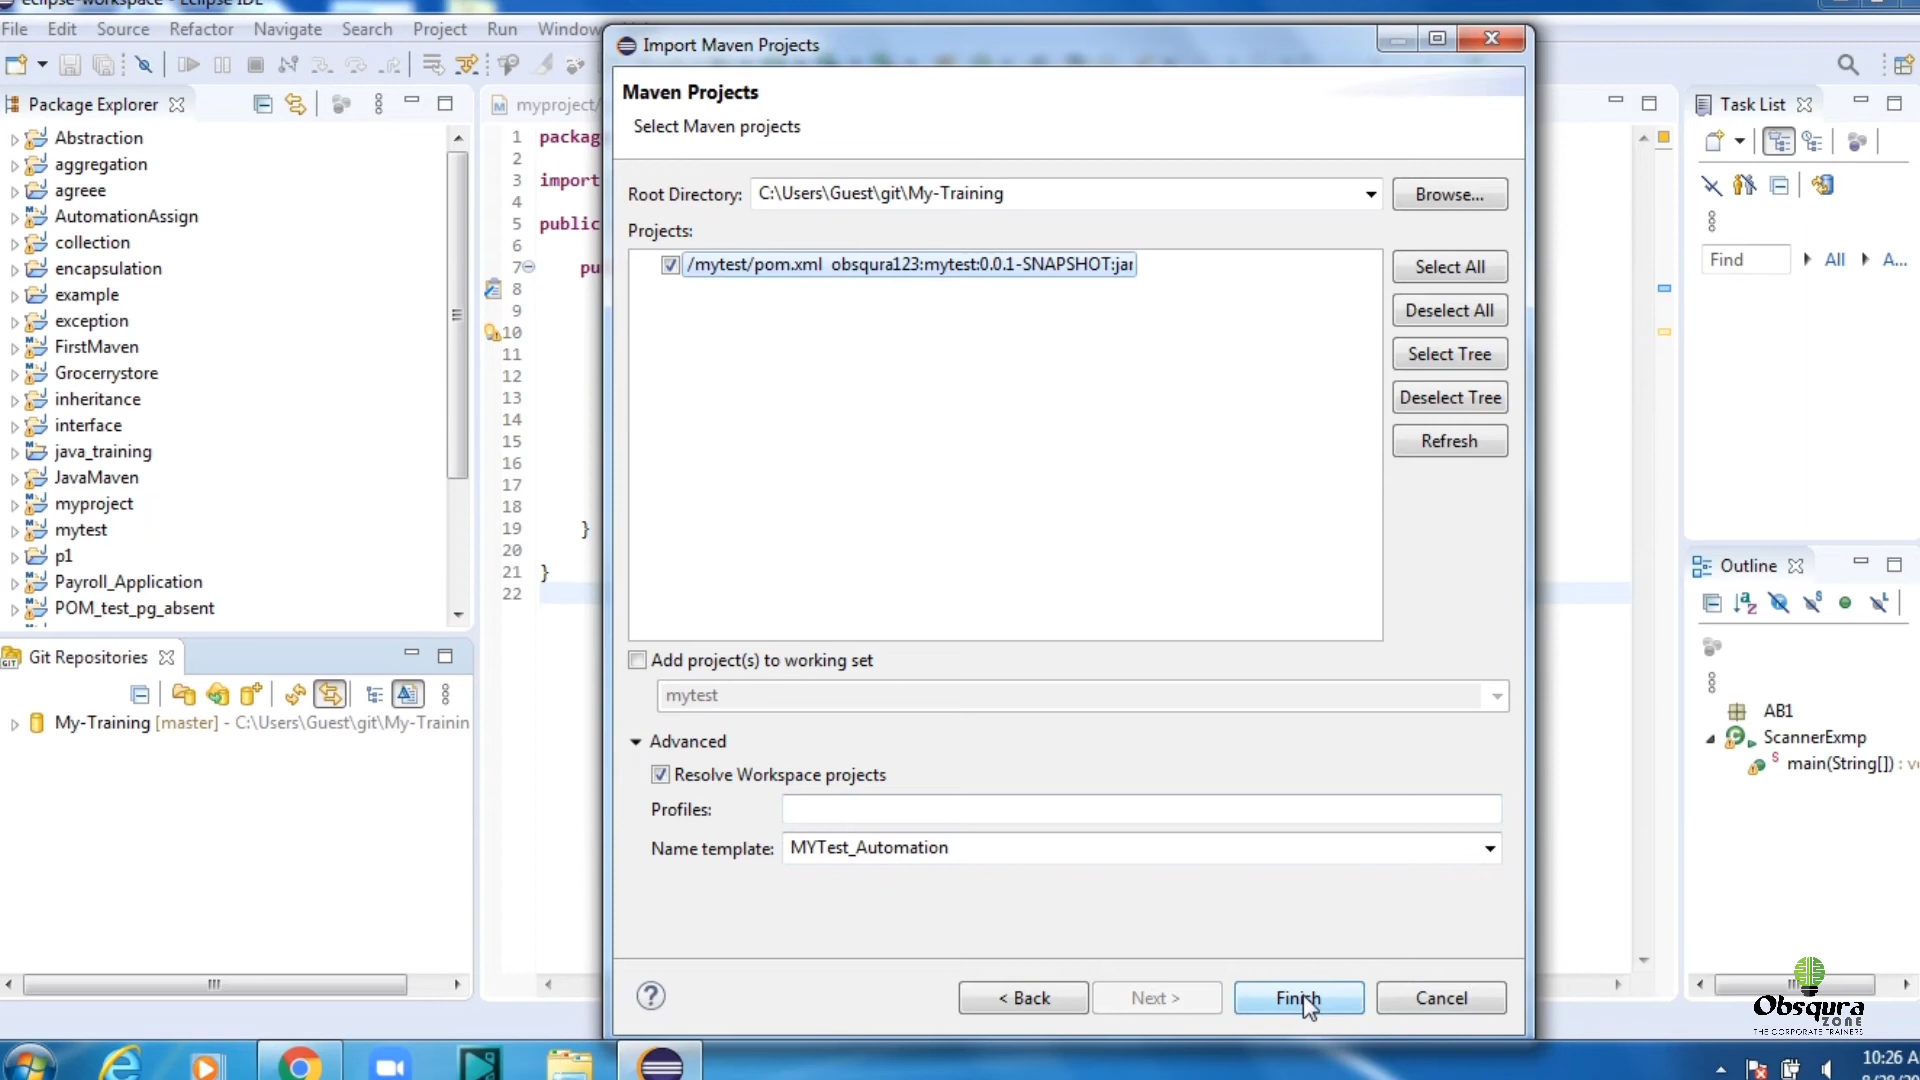 eclipse-workspace - Eclipse IDE
File Edit Source Refactor Navigate Search Project Run Window
Package Explorer
Abstraction
aggregation
agreee
AutomationAssign
collection
encapsulation
example
exception
FirstMaven
Grocerrystore
inheritance
interface
java_training
JavaMaven
myproject
mytest
p1
Payroll_Application
POM_test_pg_absent
Git Repositories
My-Training [master] - C:\Users\Guest\git\My-Trainin
myproject/
1 packag
2
3 import
4
5 public
6
7 pu
8
9
10
11
12
13
14
15
16
17
18
19 }
20
21 }
22
Import Maven Projects
Maven Projects
Select Maven projects
Root Directory: C:\Users\Guest\git\My-Training Browse...
Projects:
/mytest/pom.xml obsqura123:mytest:0.0.1-SNAPSHOT:jar
Select All
Deselect All
Select Tree
Deselect Tree
Refresh
Add project(s) to working set
mytest
Advanced
Resolve Workspace projects
Profiles:
Name template: MYTest_Automation
< Back Next > Finish Cancel
Task List
Find All A...
Outline
AB1
ScannerExmp
main(String[]) : v
Obsqura
ZONE
THE CORPORATE TRAINERS
10:26 A